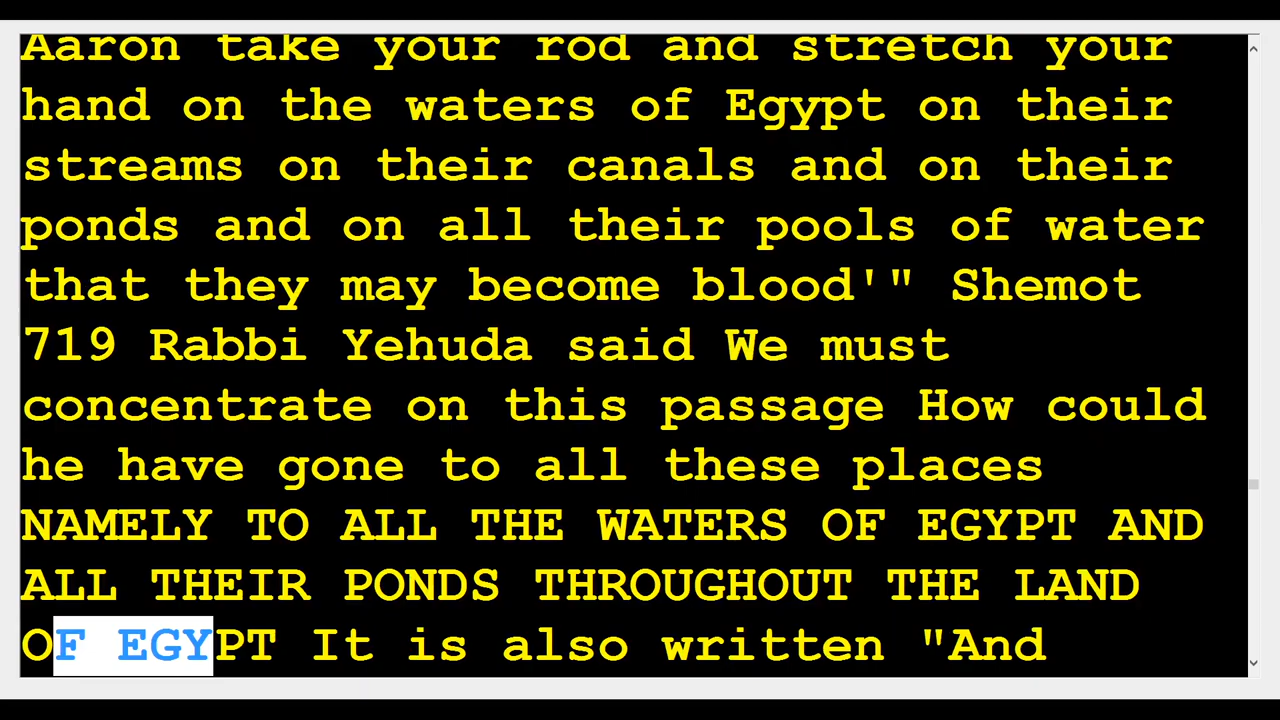 Aaron take your rod and stretch your
hand on the waters of Egypt on their
streams on their canals and on their
ponds and on all their pools of water
that they may become blood'" Shemot
719 Rabbi Yehuda said We must
concentrate on this passage How could
he have gone to all these places
NAMELY TO ALL THE WATERS OF EGYPT AND
ALL THEIR PONDS THROUGHOUT THE LAND
OF EGYPT It is also written "And